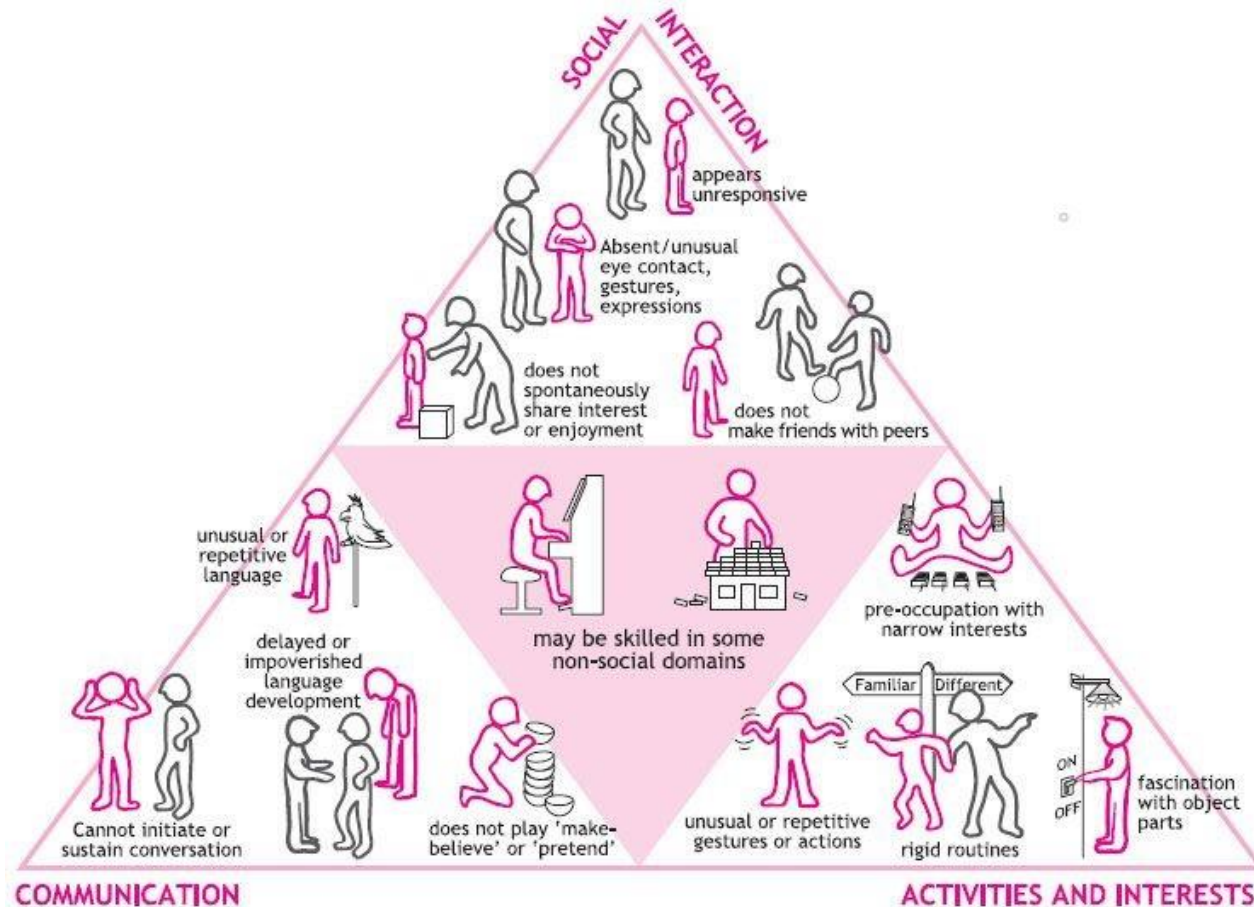 SOCIAL
INTERACTION
appears
unresponsive
Absent/unusual
eye contact,
gestures,
expressions
does not
spontaneously
share interest
or enjoyment
does not
make friends with peers
unusual or
repetitive
language
may be skilled in some
non-social domains
pre-occupation with
narrow interests
delayed or
impoverished
language
development
Familiar
Different
Cannot initiate or
sustain conversation
does not play 'make-
believe' or 'pretend'
unusual or repetitive
gestures or actions
rigid routines
ON
OFF
fascination
with object
parts
COMMUNICATION
ACTIVITIES AND INTERESTS